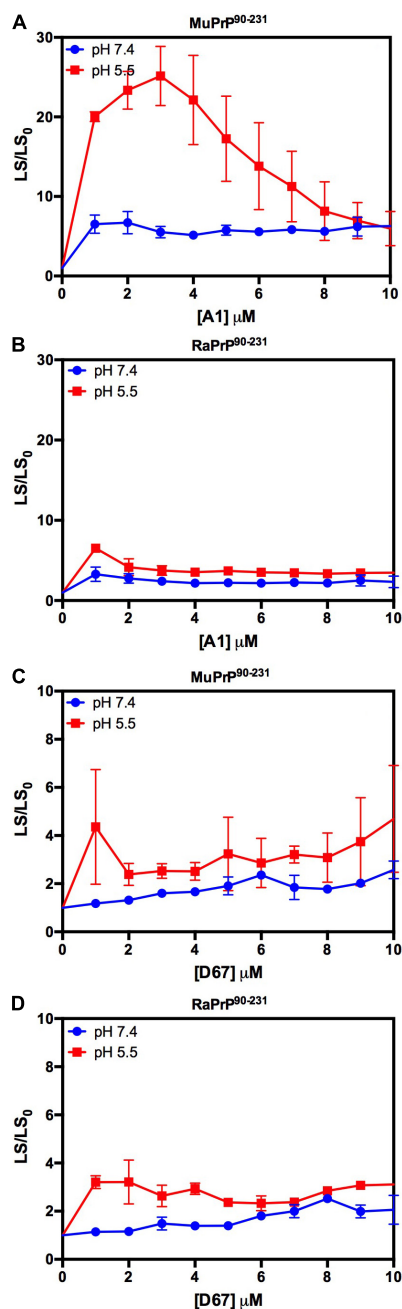 A
MuPrP90-231
pH 7.4
pH 5.5
30
20
10
0
LS/LS0
0 2 4 6 8 10
[A1] μM
B
RaPrP90-231
pH 7.4
pH 5.5
30
20
10
0
LS/LS0
0 2 4 6 8 10
[A1] μM
C
MuPrP90-231
pH 7.4
pH 5.5
10
8
6
4
2
0
LS/LS0
0 2 4 6 8 10
[D67] μM
D
RaPrP90-231
pH 7.4
pH 5.5
10
8
6
4
2
0
LS/LS0
0 2 4 6 8 10
[D67] μM